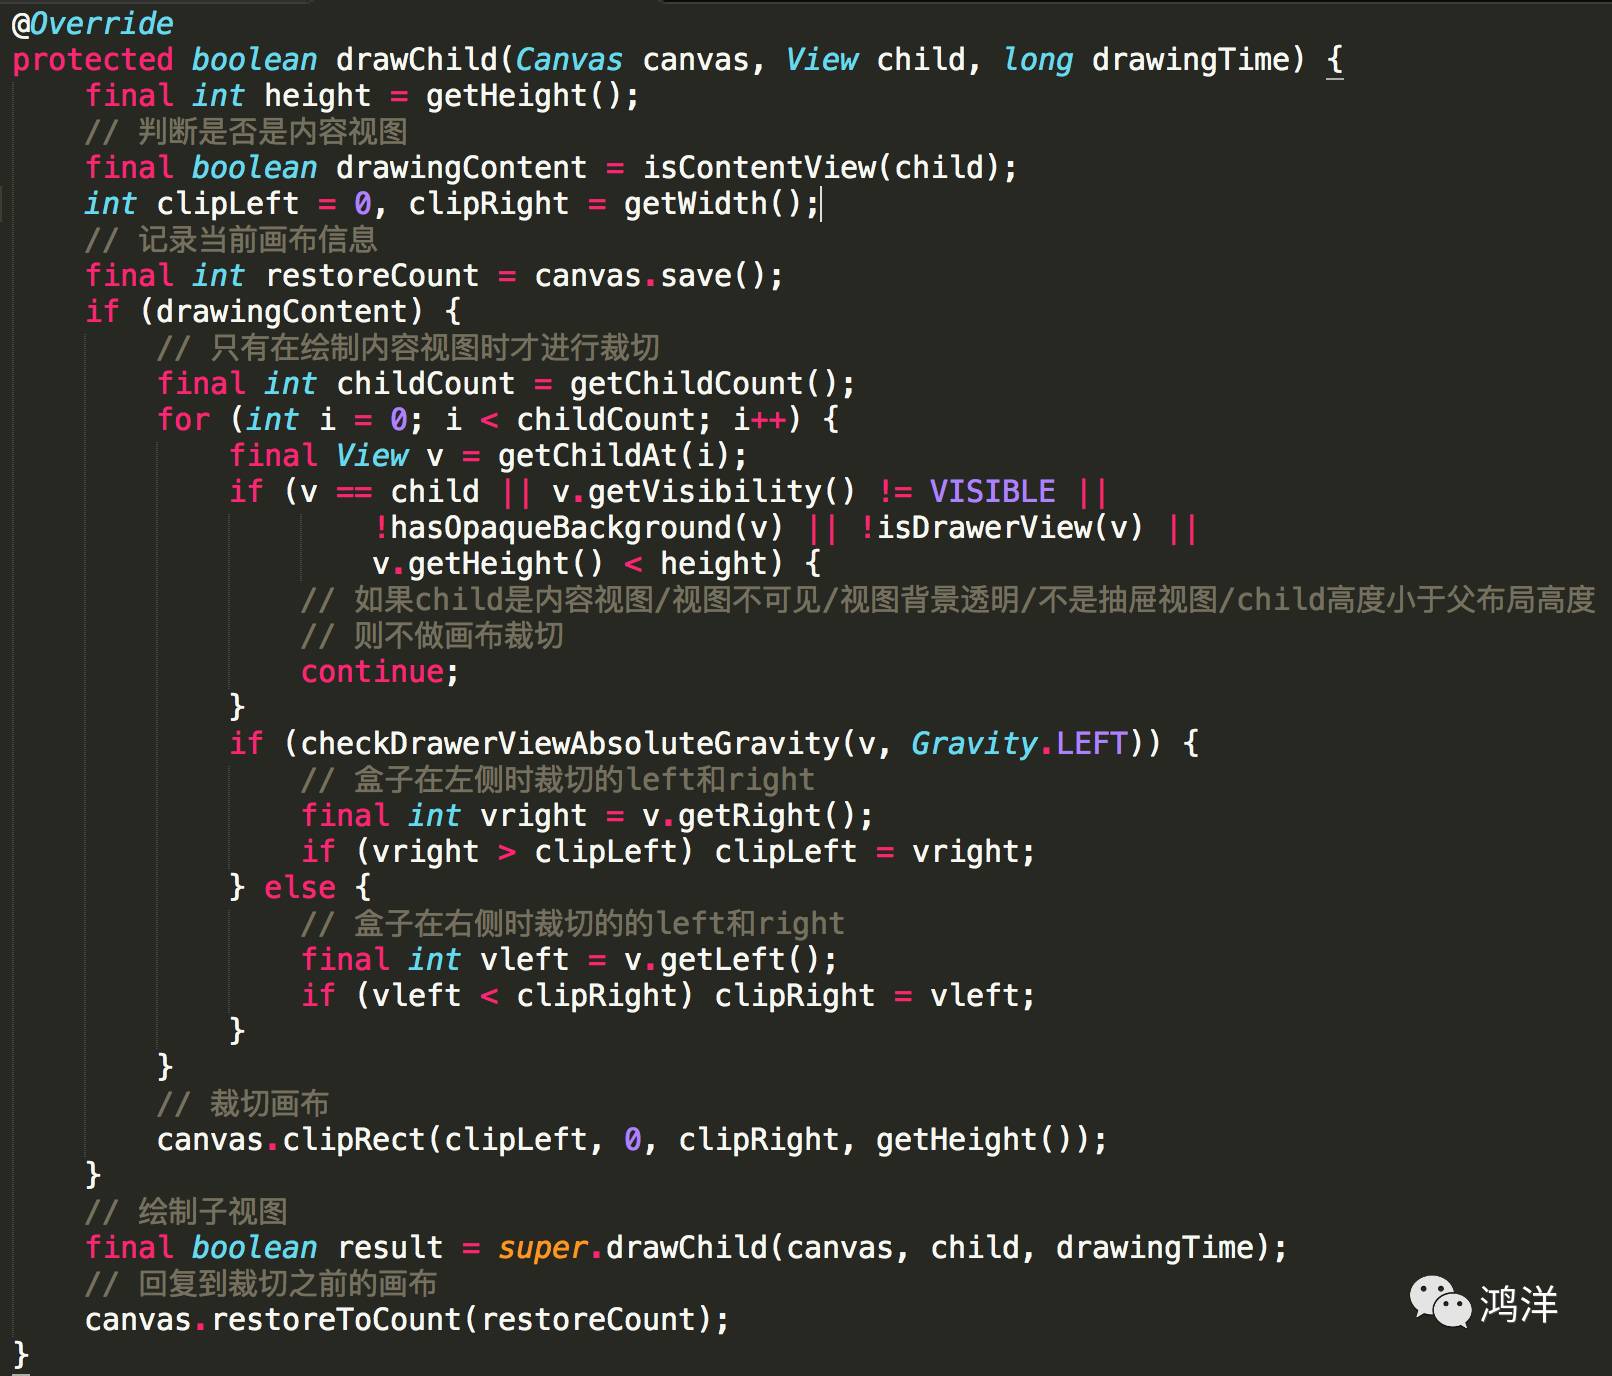 @Override
protected boolean drawChild(Canvas canvas, View child, long drawingTime) {
    final int height = getHeight();
    // 判断是否是内容视图
    final boolean drawingContent = isContentView(child);
    int clipLeft = 0, clipRight = getWidth();
    // 记录当前画布信息
    final int restoreCount = canvas.save();
    if (drawingContent) {
        // 只有在绘制内容视图时才进行裁切
        final int childCount = getChildCount();
        for (int i = 0; i < childCount; i++) {
            final View v = getChildAt(i);
            if (v == child || v.getVisibility() != VISIBLE ||
                    !hasOpaqueBackground(v) || !isDrawerView(v) ||
                    v.getHeight() < height) {
                // 如果child是内容视图/视图不可见/视图背景透明/不是抽屉视图/child高度小于父布局高度
                // 则不做画布裁切
                continue;
            }
            if (checkDrawerViewAbsoluteGravity(v, Gravity.LEFT)) {
                // 盒子在左侧时裁切的left和right
                final int vright = v.getRight();
                if (vright > clipLeft) clipLeft = vright;
            } else {
                // 盒子在右侧时裁切的的left和right
                final int vleft = v.getLeft();
                if (vleft < clipRight) clipRight = vleft;
            }
        }
        // 裁切画布
        canvas.clipRect(clipLeft, 0, clipRight, getHeight());
    }
    // 绘制子视图
    final boolean result = super.drawChild(canvas, child, drawingTime);
    // 回复到裁切之前的画布
    canvas.restoreToCount(restoreCount);
}
鸿洋